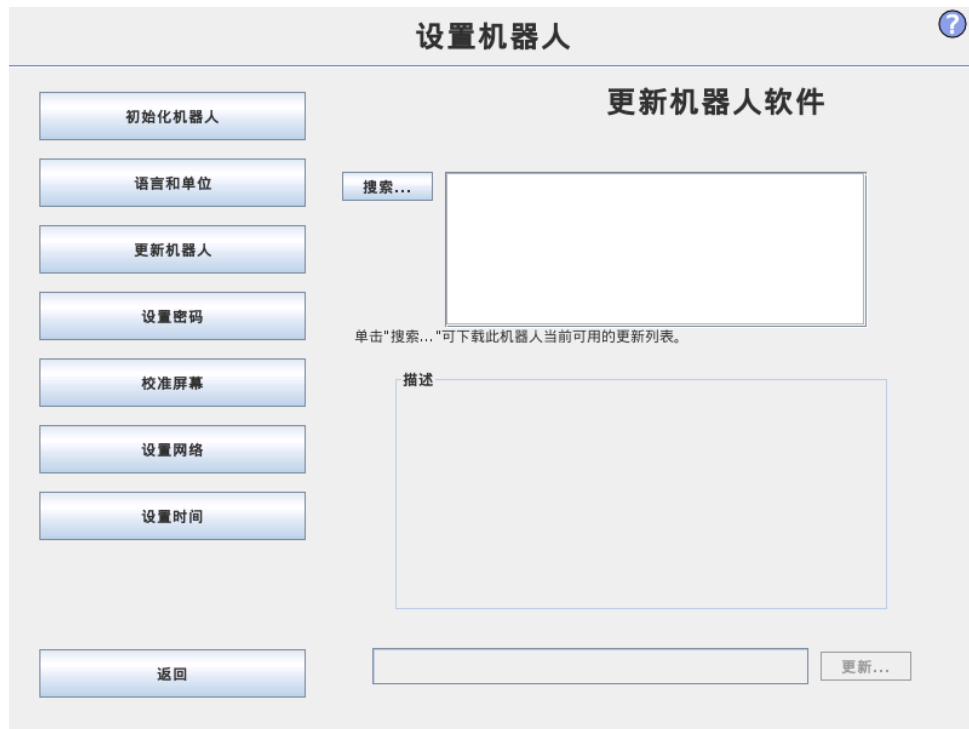 设置机器人
?
初始化机器人
语言和单位
更新机器人
设置密码
校准屏幕
设置网络
设置时间
返回
更新机器人软件
搜索...
单击"搜索..."可下载此机器人当前可用的更新列表。
描述
更新...